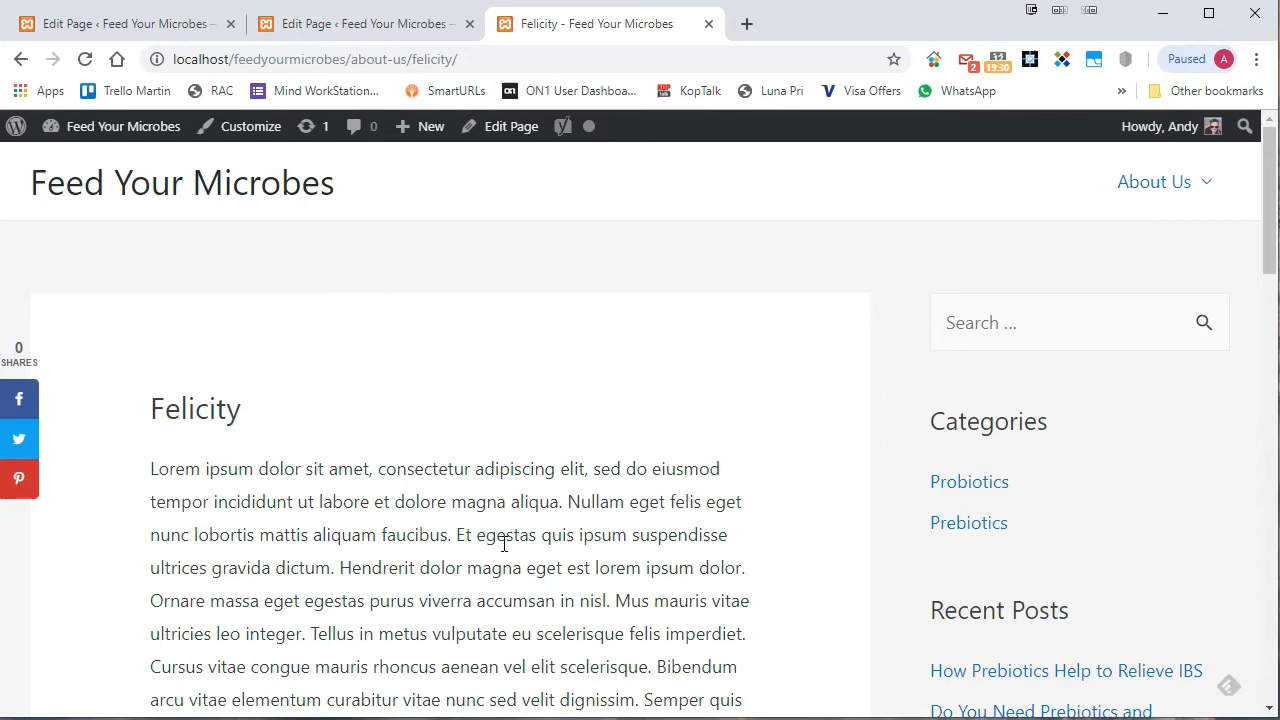 Edit Page ‹ Feed Your Microbes —
Edit Page ‹ Feed Your Microbes —
Felicity - Feed Your Microbes
localhost/feedyourmicrobes/about-us/felicity/
2
19:30
Paused
A
Apps
Trello Martin
RAC
Mind WorkStation...
SmartURLs
ON1 User Dashboa...
KopTalk
Luna Pri
Visa Offers
WhatsApp
»
Other bookmarks
Feed Your Microbes
Customize
1
0
New
Edit Page
Howdy, Andy
Feed Your Microbes
About Us
0
SHARES
Search ...
Felicity
Lorem ipsum dolor sit amet, consectetur adipiscing elit, sed do eiusmod
tempor incididunt ut labore et dolore magna aliqua. Nullam eget felis eget
nunc lobortis mattis aliquam faucibus. Et egestas quis ipsum suspendisse
ultrices gravida dictum. Hendrerit dolor magna eget est lorem ipsum dolor.
Ornare massa eget egestas purus viverra accumsan in nisl. Mus mauris vitae
ultricies leo integer. Tellus in metus vulputate eu scelerisque felis imperdiet.
Cursus vitae congue mauris rhoncus aenean vel elit scelerisque. Bibendum
arcu vitae elementum curabitur vitae nunc sed velit dignissim. Semper quis
Categories
Probiotics
Prebiotics
Recent Posts
How Prebiotics Help to Relieve IBS
Do You Need Prebiotics and